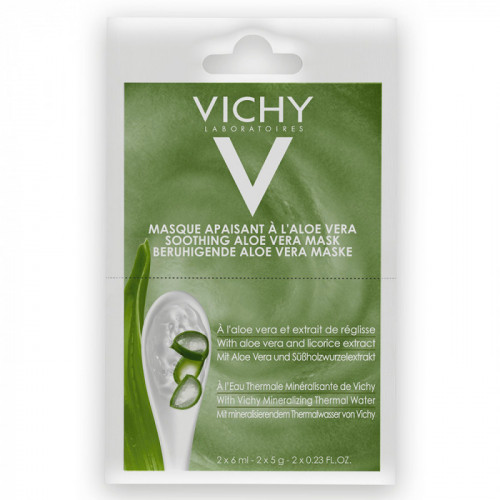 VICHY
LABORATOIRES
V
MASQUE APAISANT À L'ALOE VERA
SOOTHING ALOE VERA MASK
BERUHIGENDE ALOE VERA MASKE
À l'aloe vera et extrait de réglisse
With aloe vera and licorice extract
Mit Aloe Vera und Süßholzwurzelextrakt
À l'Eau Thermale Minéralisante de Vichy
With Vichy Mineralizing Thermal Water
Mit mineralisierendem Thermalwasser von Vichy
2 x 6 ml - 2 x 5 g - 2 x 0.23 FL.OZ.